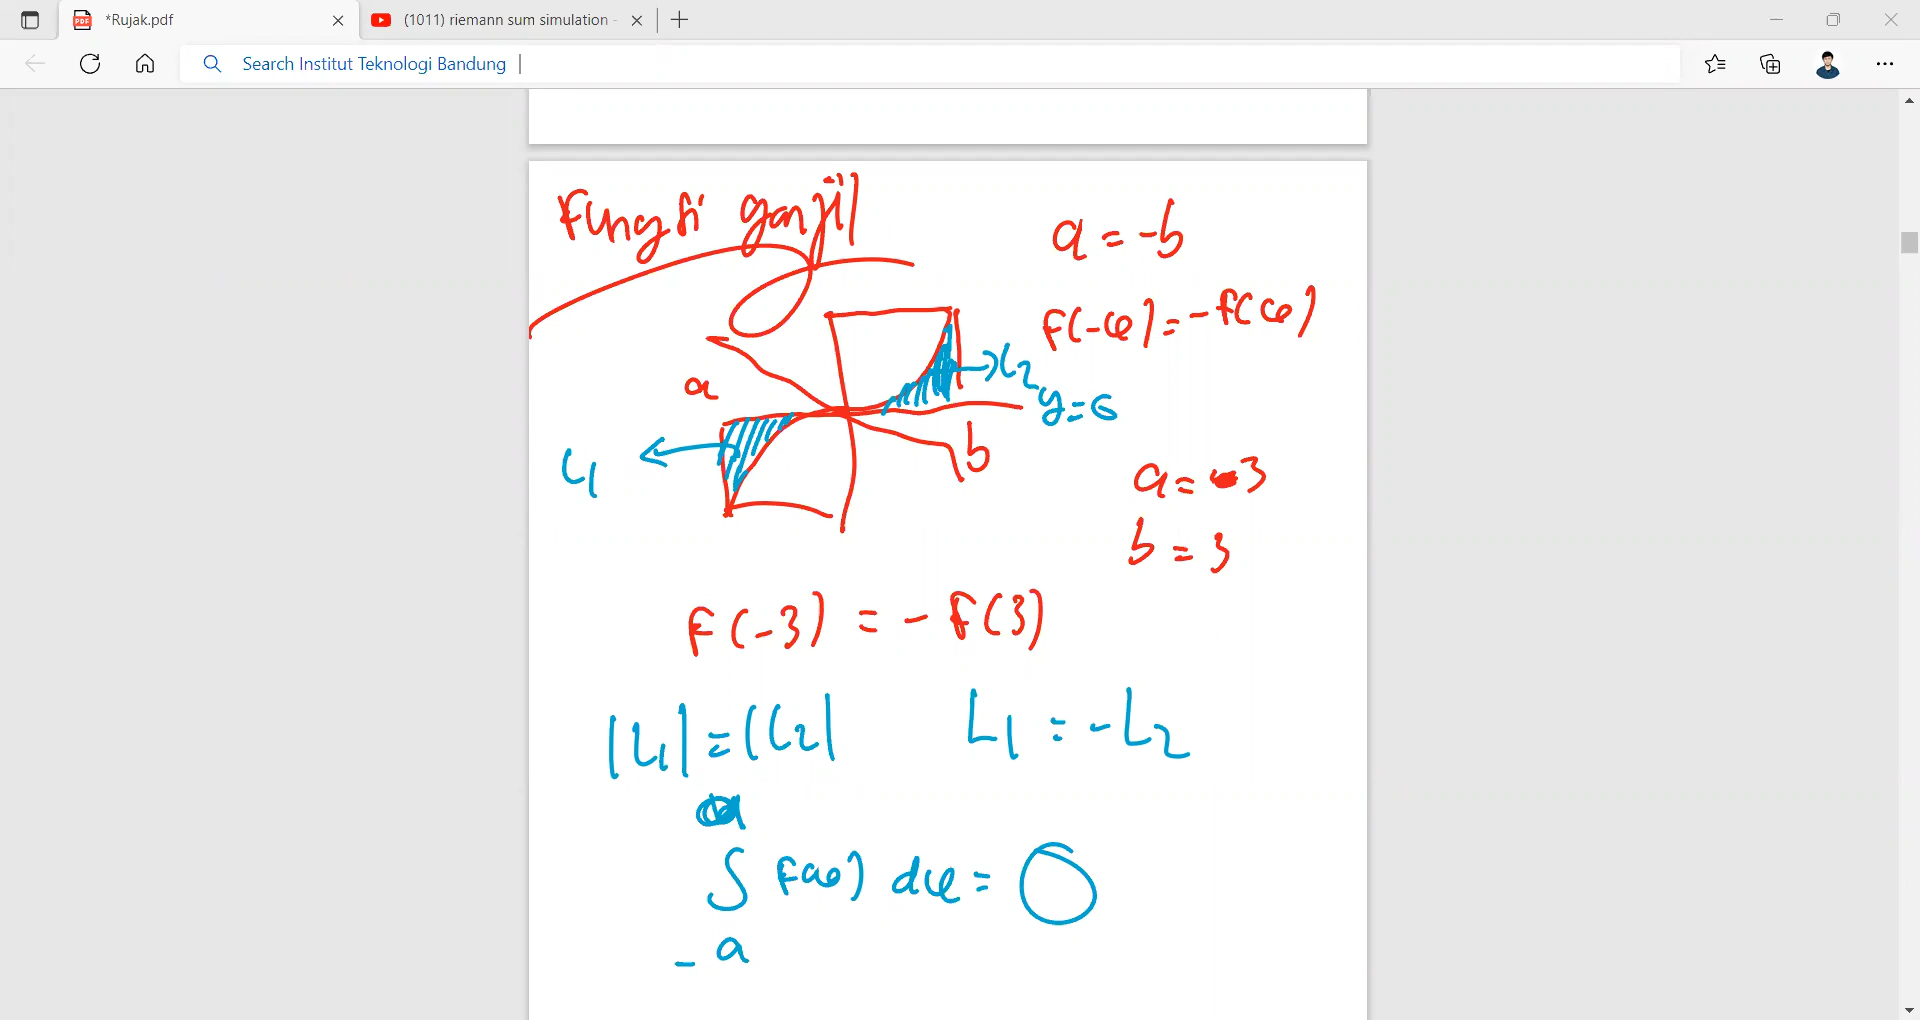 *Rujak.pdf
(1011) riemann sum simulation -
Search Institut Teknologi Bandung
Fungsi ganjil
a = -b
F(-φ) = -F(φ)
a
L2
y=0
L1
b
a = -3
b = 3
F(-3) = - F(3)
|L1| = |L2|
L1 = -L2
a
∫ F(φ) dφ = 0
-a